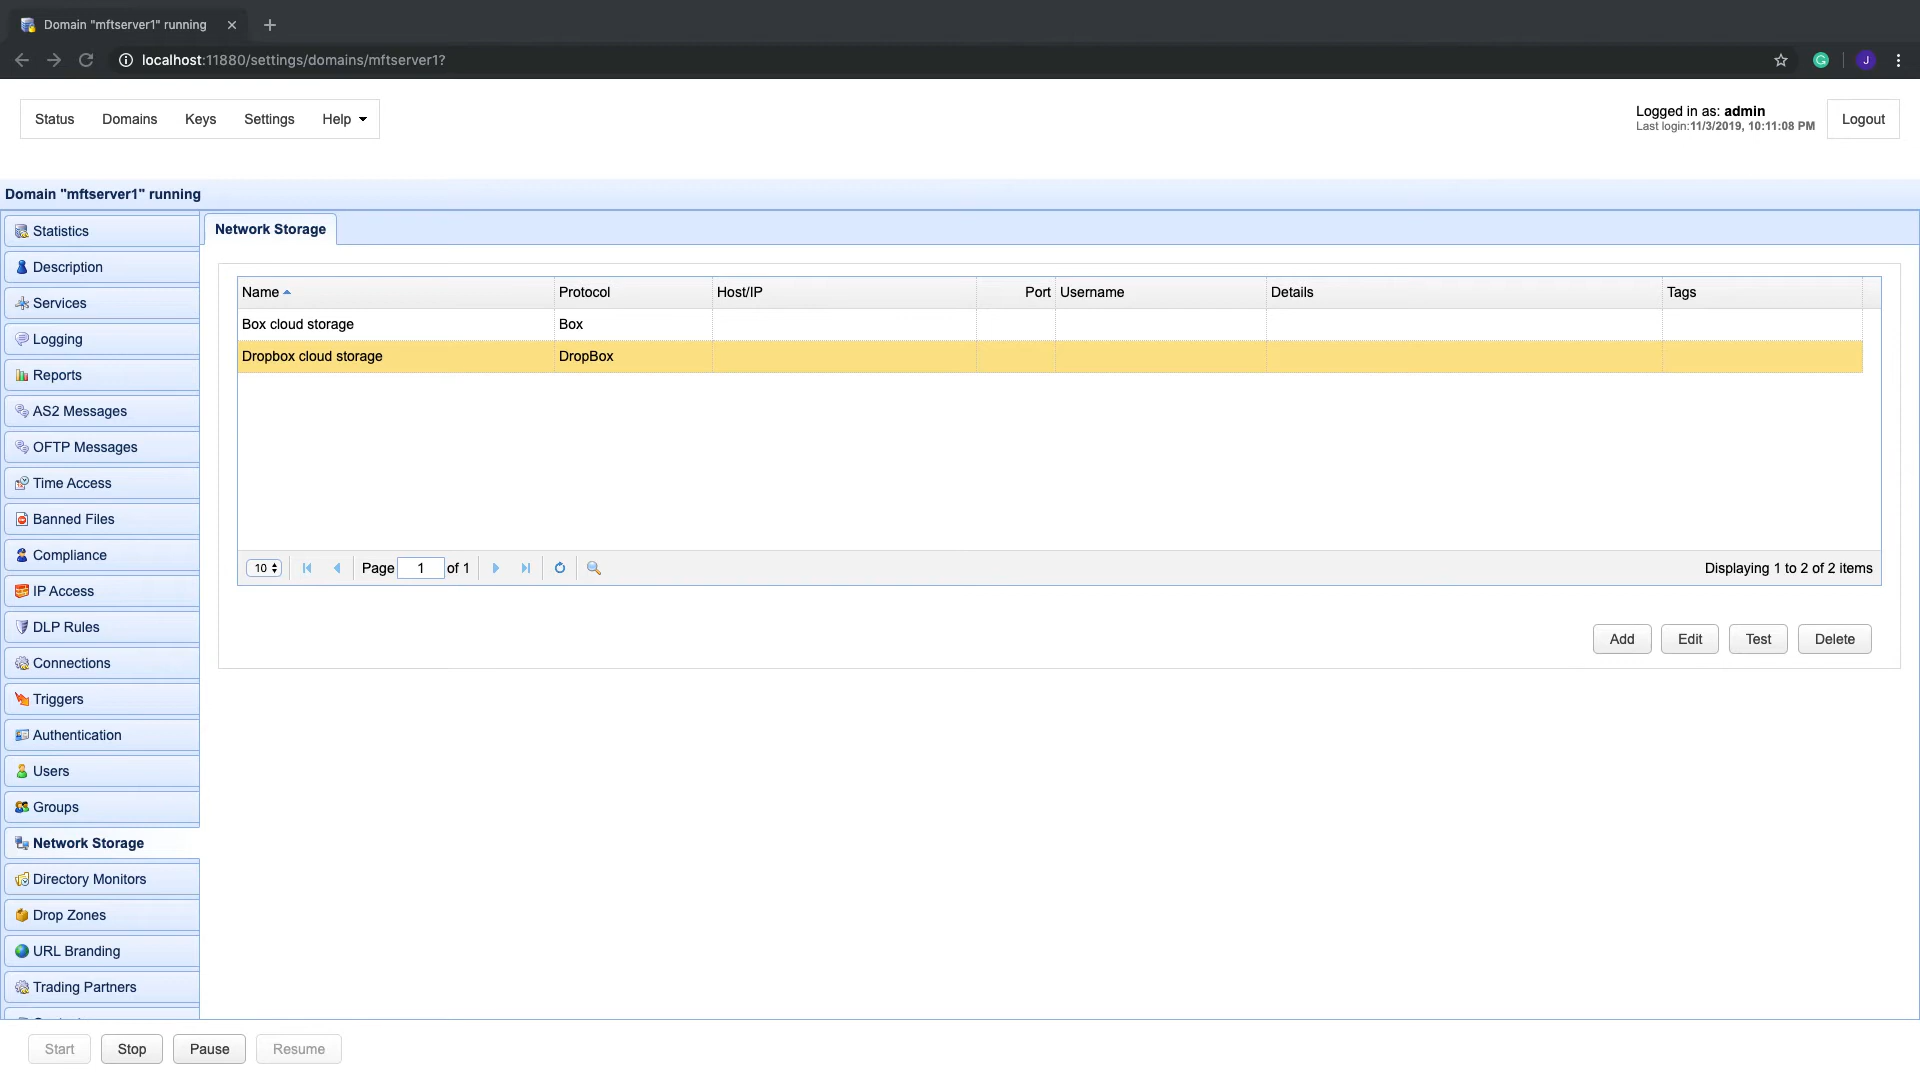 Domain "mftserver1" running
localhost:11880/settings/domains/mftserver1?
G
J
Status Domains Keys Settings Help
Logged in as: admin
Last login:11/3/2019, 10:11:08 PM
Logout
Domain "mftserver1" running
Statistics
Description
Services
Logging
Reports
AS2 Messages
OFTP Messages
Time Access
Banned Files
Compliance
IP Access
DLP Rules
Connections
Triggers
Authentication
Users
Groups
Network Storage
Directory Monitors
Drop Zones
URL Branding
Trading Partners
Network Storage
Name Protocol Host/IP Port Username Details Tags
Box cloud storage Box
Dropbox cloud storage DropBox
10 Page 1 of 1 Displaying 1 to 2 of 2 items
Add Edit Test Delete
Start Stop Pause Resume